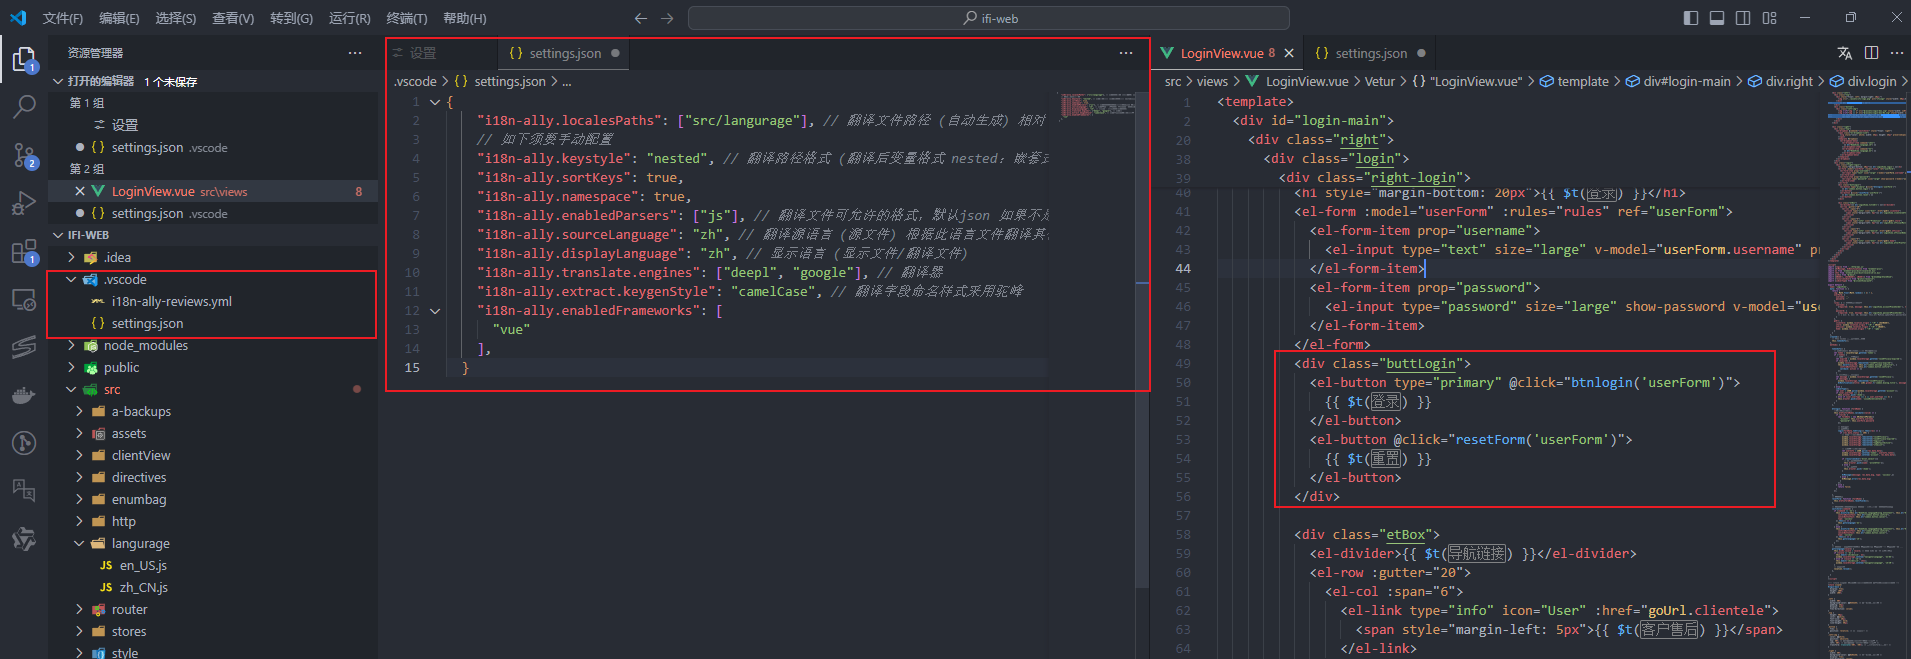 文件(F) 编辑(E) 选择(S) 查看(V) 转到(G) 运行(R) 终端(T) 帮助(H)
ifi-web
资源管理器
打开的编辑器 1 个未保存
第 1 组
设置
settings.json .vscode
第 2 组
LoginView.vue src\views 8
settings.json .vscode
IFI-WEB
.idea
.vscode
i18n-ally-reviews.yml
{} settings.json
node_modules
public
src
a-backups
assets
clientView
directives
enumbag
http
langurage
JS en_US.js
JS zh_CN.js
router
stores
style
1
2
1
设置
{} settings.json
.vscode > {} settings.json > ...
1 {
2 "i18n-ally.localesPaths": ["src/langurage"], // 翻译文件路径 (自动生成) 相对
3 // 如下须要手动配置
4 "i18n-ally.keystyle": "nested", // 翻译路径格式 (翻译后变量格式 nested：嵌套式
5 "i18n-ally.sortKeys": true,
6 "i18n-ally.namespace": true,
7 "i18n-ally.enabledParsers": ["js"], // 翻译文件可允许的格式，默认json 如果不是
8 "i18n-ally.sourceLanguage": "zh", // 翻译源语言 (源文件) 根据此语言文件翻译其
9 "i18n-ally.displayLanguage": "zh", // 显示语言 (显示文件/翻译文件)
10 "i18n-ally.translate.engines": ["deepl", "google"], // 翻译器
11 "i18n-ally.extract.keygenStyle": "camelCase", // 翻译字段命名样式采用驼峰
12 "i18n-ally.enabledFrameworks": [
13 "vue"
14 ],
15 }
LoginView.vue 8
{} settings.json
src > views > LoginView.vue > Vetur > {} "LoginView.vue" > template > div#login-main > div.right > div.login >
1 <template>
2 <div id="login-main">
20 <div class="right">
38 <div class="login">
39 <div class="right-login">
40 <h1 style="margin-bottom: 20px">{{ $t(登录) }}</h1>
41 <el-form :model="userForm" :rules="rules" ref="userForm">
42 <el-form-item prop="username">
43 <el-input type="text" size="large" v-model="userForm.username" p
44 </el-form-item>
45 <el-form-item prop="password">
46 <el-input type="password" size="large" show-password v-model="us
47 </el-form-item>
48 </el-form>
49 <div class="buttLogin">
50 <el-button type="primary" @click="btnlogin('userForm')">
51 {{ $t(登录) }}
52 </el-button>
53 <el-button @click="resetForm('userForm')">
54 {{ $t(重置) }}
55 </el-button>
56 </div>
57
58 <div class="etBox">
59 <el-divider>{{ $t(导航链接) }}</el-divider>
60 <el-row :gutter="20">
61 <el-col :span="6">
62 <el-link type="info" icon="User" :href="goUrl.clientele">
63 <span style="margin-left: 5px">{{ $t(客户售后) }}</span>
64 </el-link>